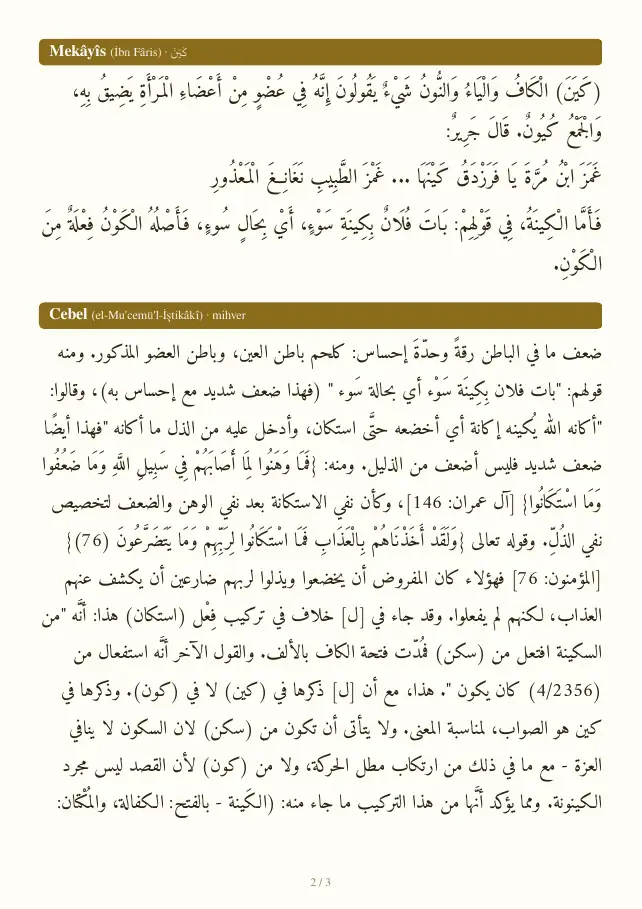 Mekâyîs (İbn Fâris) · كَيَنَ
(كَيَنَ) الْكَافُ وَالْيَاءُ وَالنُّونُ شَيْءٌ يَقُولُونَ إِنَّهُ فِي عُضْوٍ مِنْ أَعْضَاءِ الْمَرْأَةِ يَضِيقُ بِهِ،
وَالْجَمْعُ كُيُونٌ. قَالَ جَرِيرٌ:
غَمَزَ ابْنُ مُرَّةَ يَا فَرَزْدَقُ كَيْنَهَا ... غَمْزَ الطَّبِيبِ نَغَانِغَ الْمَعْذُورِ
فَأَمَّا الْكِينَةُ، فِي قَوْلِهِمْ: بَاتَ فُلَانٌ بِكِينَةِ سَوْءٍ، أَيْ بِحَالِ سُوءٍ، فَأَصْلُهُ الْكَوْنُ فِعْلَةٌ مِنَ
الْكَوْنِ.
Cebel (el-Mu'cemü'l-İştikâkî) · mihver
ضعف ما في الباطن رقةً وحدّةَ إحساس: كلحم باطن العين، وباطن العضو المذكور. ومنه
قولهم: "بات فلان بِكِينَة سَوْء أي بحالة سَوء " (فهذا ضعف شديد مع إحساس به)، وقالوا:
"أكانه الله يُكينه إكانة أي أخضعه حتَّى استكان، وأدخل عليه من الذل ما أكانه "فهذا أيضًا
ضعف شديد فليس أضعف من الذليل. ومنه: {فَمَا وَهَنُوا لِمَا أَصَابَهُمْ فِي سَبِيلِ اللَّهِ وَمَا ضَعُفُوا
وَمَا اسْتَكَانُوا} [آل عمران: 146]، وكأن نفي الاستكانة بعد نفي الوهن والضعف لتخصيص
نفي الذُلّ. وقوله تعالى {وَلَقَدْ أَخَذْنَاهُمْ بِالْعَذَابِ فَمَا اسْتَكَانُوا لِرَبِّهِمْ وَمَا يَتَضَرَّعُونَ (76)}
[المؤمنون: 76] فهؤلاء كان المفروض أن يخضعوا ويذلوا لربهم ضارعين أن يكشف عنهم
العذاب، لكنهم لم يفعلوا. وقد جاء في [ل] خلاف في تركيب فِعْل (استكان) هذا: أَنَّه "من
السكينة افتعل من (سكن) فمُدّت فتحة الكاف بالألف. والقول الآخر أنَّه استفعال من
(4/2356) كان يكون ". هذا، مع أن [ل] ذكرها في (كين) لا في (كون). وذكرها في
كين هو الصواب، لمناسبة المعنى. ولا يتأتى أن تكون من (سكن) لان السكون لا ينافي
العزة - مع ما في ذلك من ارتكاب مطل الحركة، ولا من (كون) لأن القصد ليس مجرد
الكينونة. ومما يؤكد أنَّها من هذا التركيب ما جاء منه: (الكَينة - بالفتح: الكفالة، والمُكْتان:
2 / 3